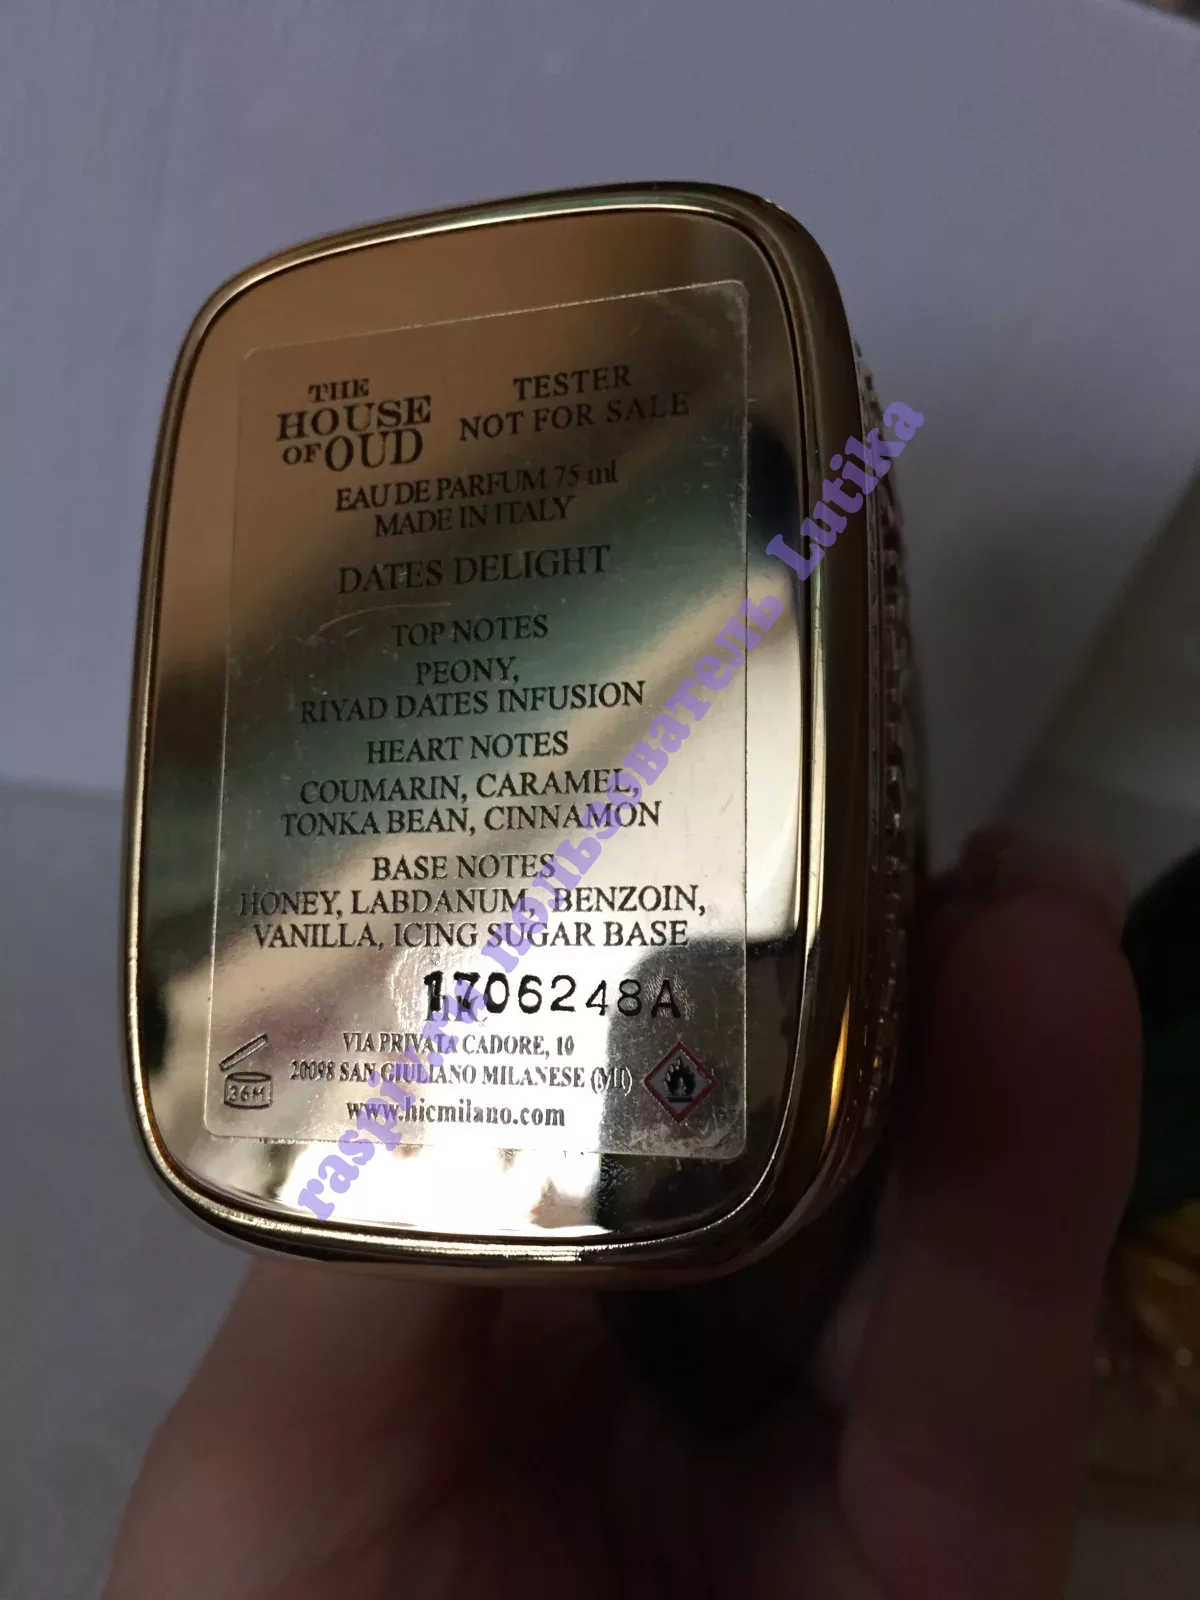 THE
HOUSE
OF OUD
TESTER
NOT FOR SALE
EAU DE PARFUM 75 ml
MADE IN ITALY
DATES DELIGHT
TOP NOTES
PEONY,
RIYAD DATES INFUSION
HEART NOTES
COUMARIN, CARAMEL,
TONKA BEAN, CINNAMON
BASE NOTES
HONEY, LABDANUM, BENZOIN,
VANILLA, ICING SUGAR BASE
1706248A
VIA PRIVATA CADORE, 10
20098 SAN GIULIANO MILANESE (MI)
www.hicmilano.com
36M
raspiv.ru пользователь Lutika